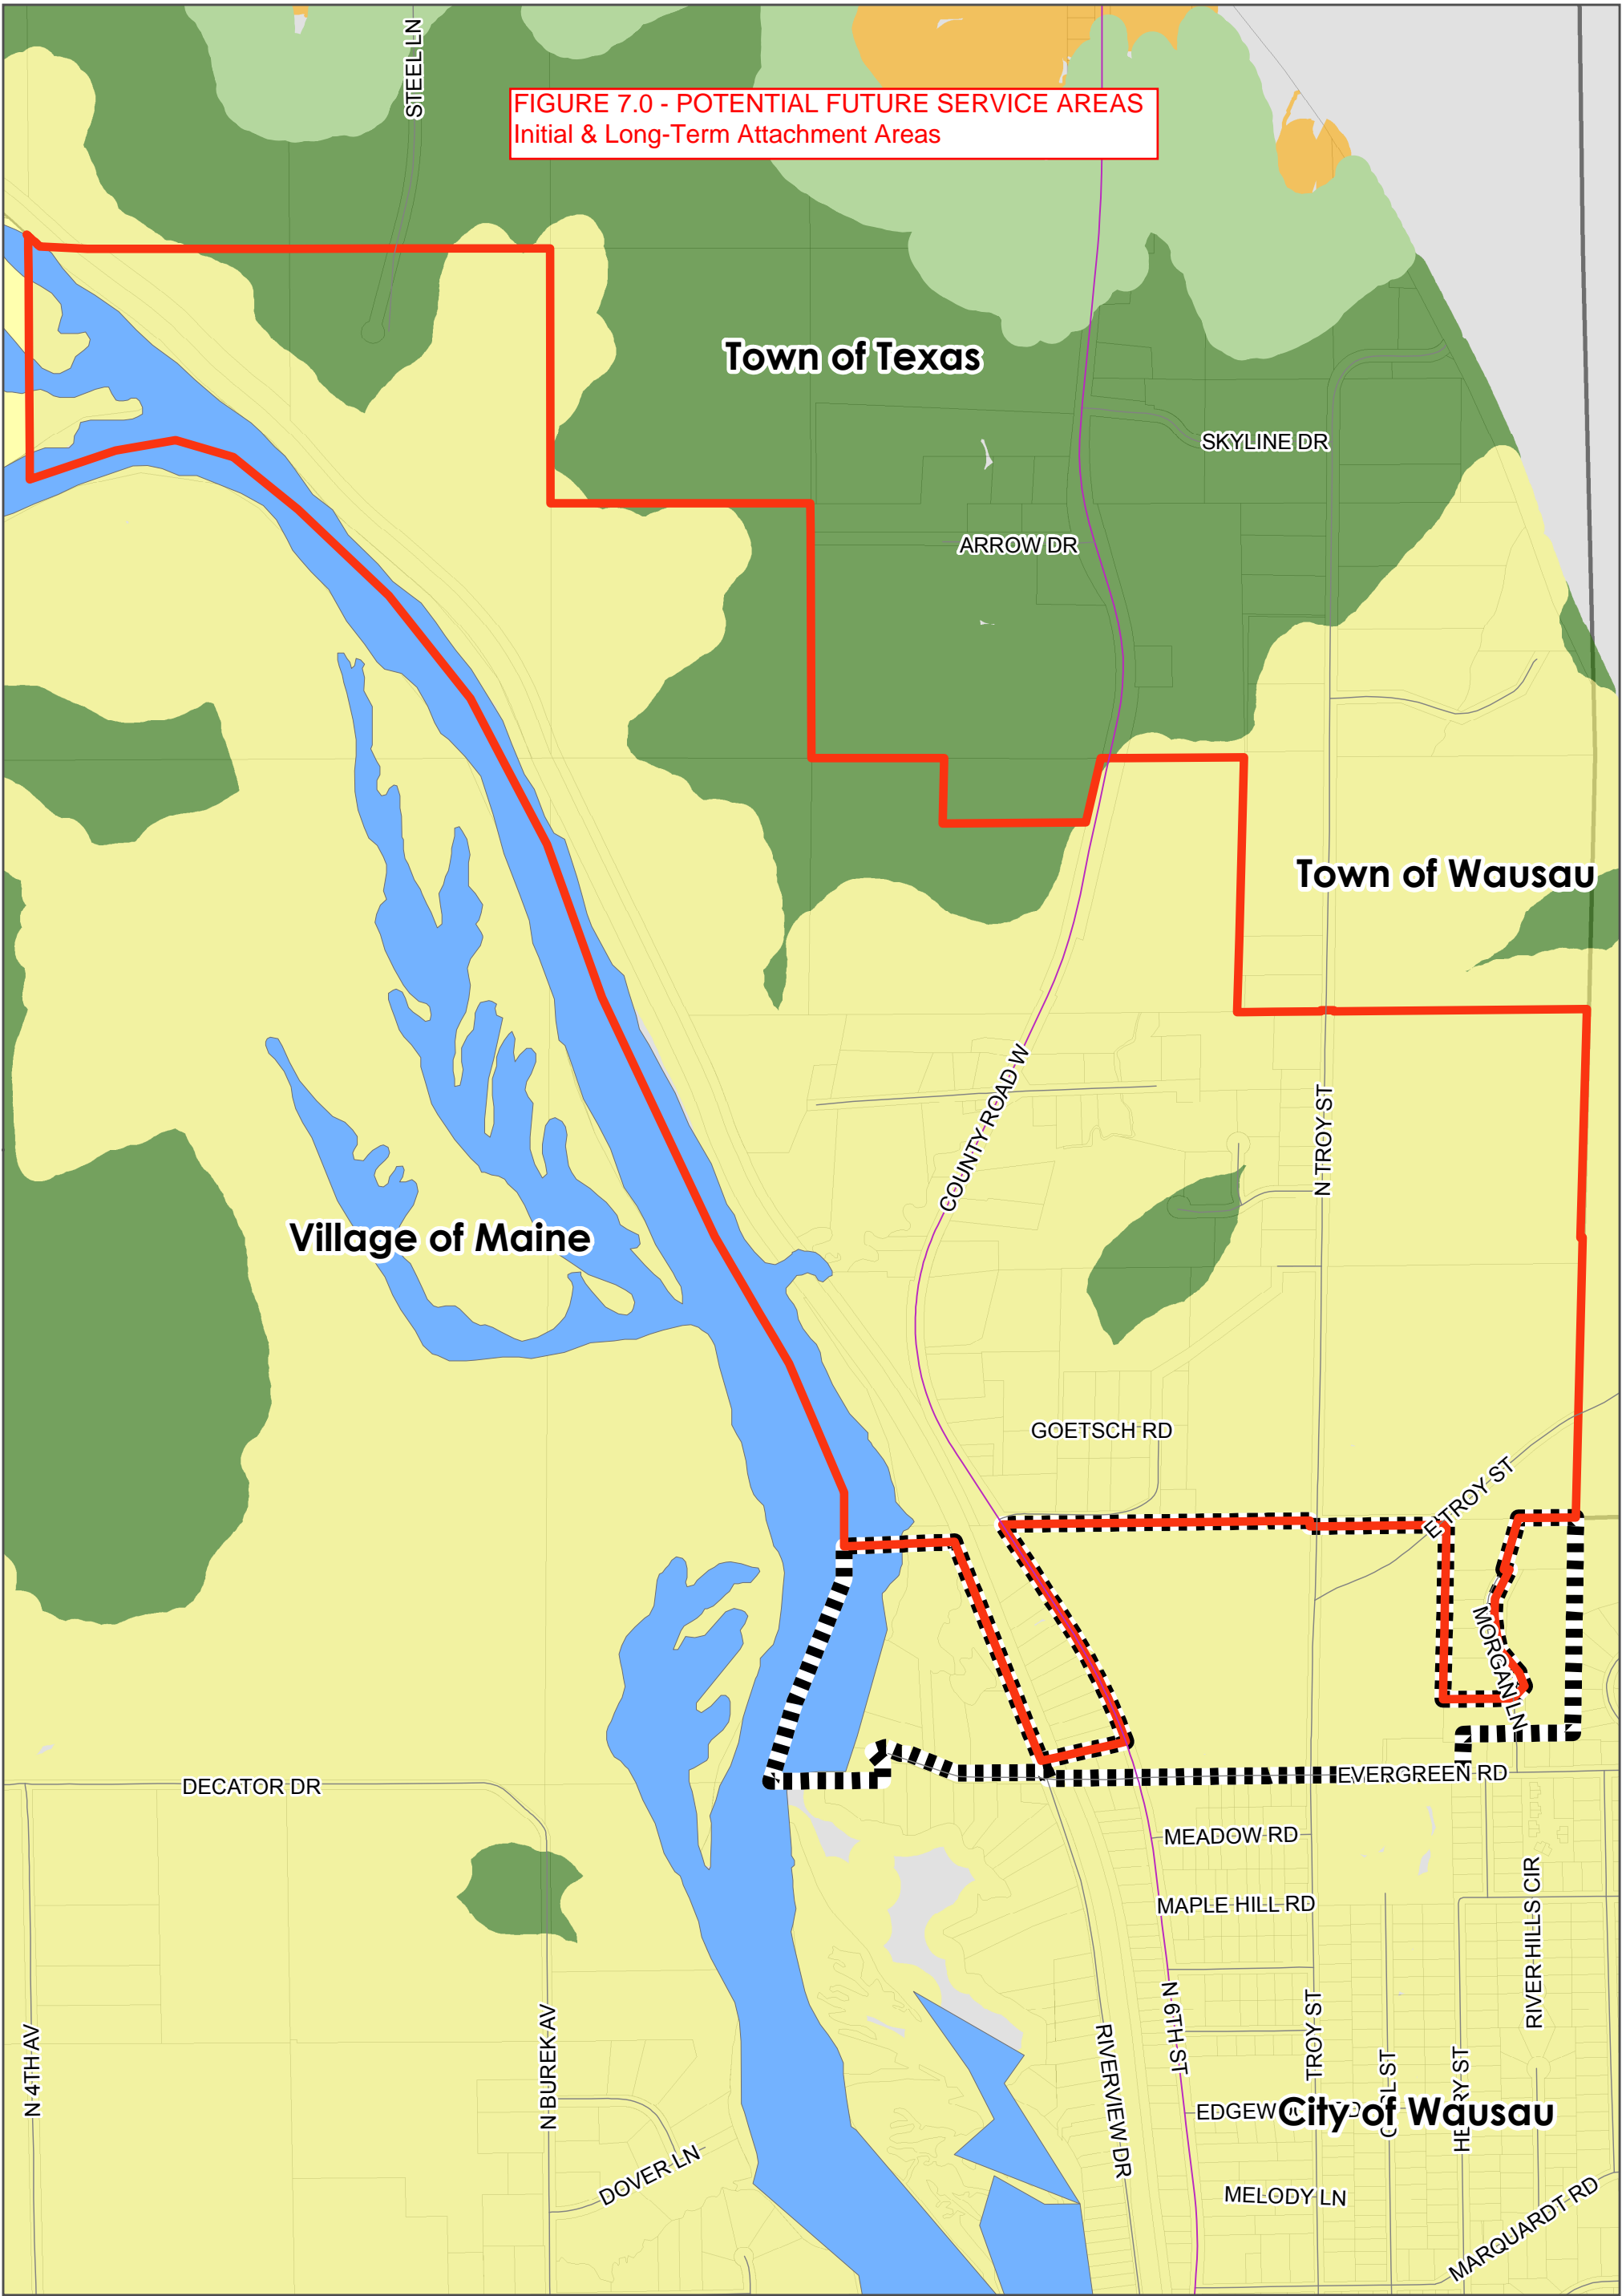 STEEL LN
FIGURE 7.0 - POTENTIAL FUTURE SERVICE AREAS
Initial & Long-Term Attachment Areas
Town of Texas
SKYLINE DR
ARROW DR
Town of Wausau
COUNTY ROAD W
N TROY ST
Village of Maine
GOETSCH RD
E TROY ST
MORGAN LN
EVERGREEN RD
DECATOR DR
MEADOW RD
MAPLE HILL RD
RIVER HILLS CIR
N 4TH AV
N BUREK AV
RIVERVIEW DR
N 6TH ST
TROY ST
ST
ST
City of Wausau
DOVER LN
MELODY LN
MARQUARDT RD